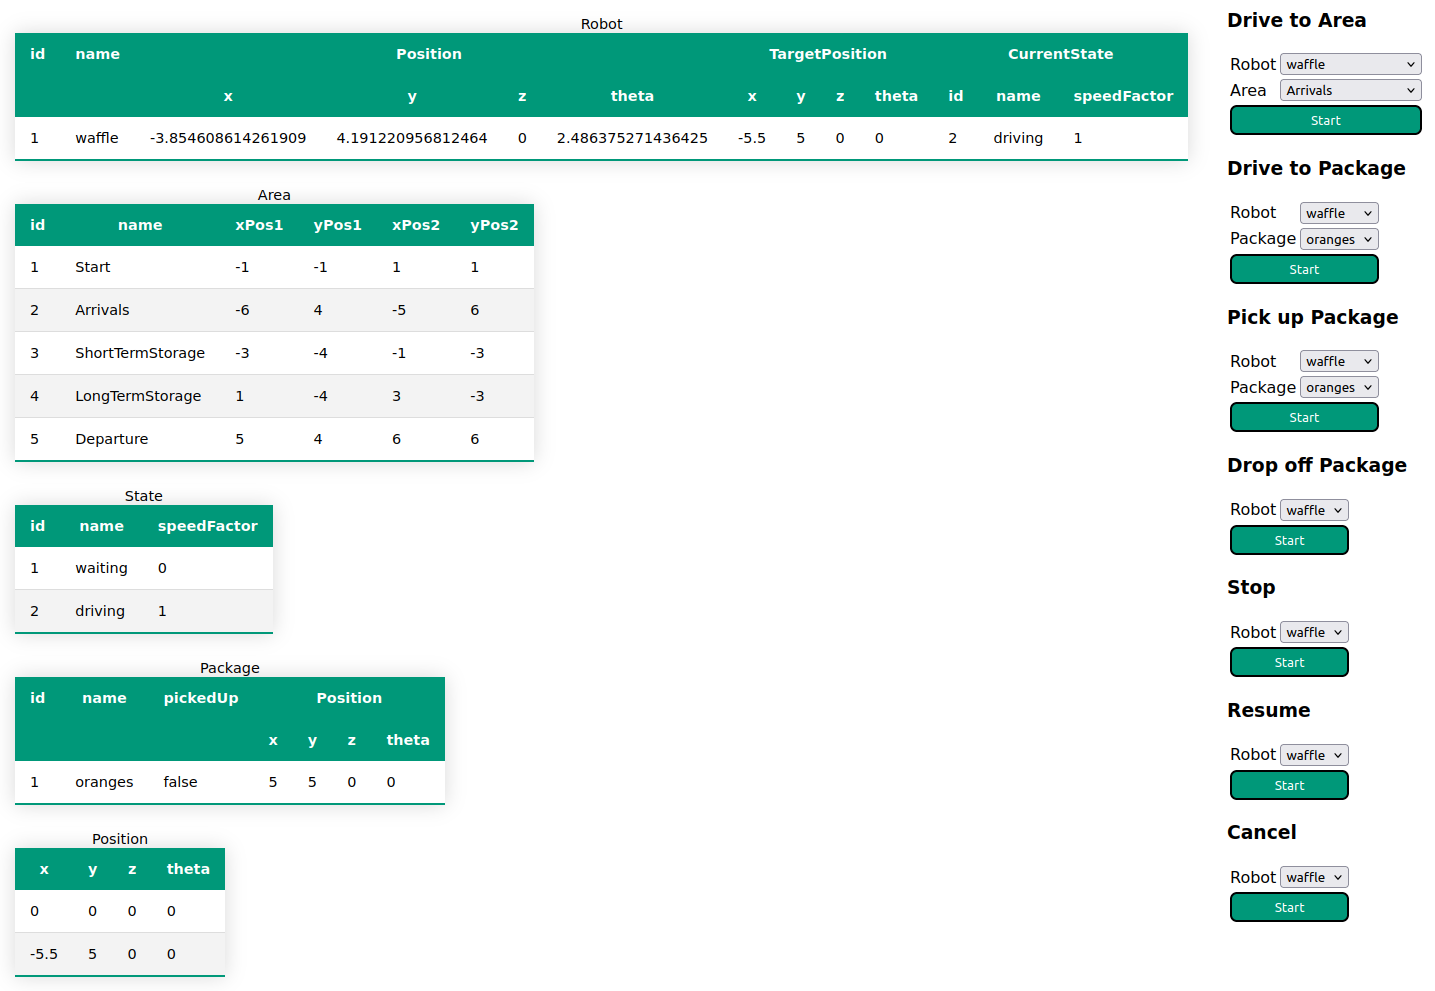 Robot
id name Position TargetPosition CurrentState
x y z theta x y z theta id name speedFactor
1 waffle -3.854608614261909 4.191220956812464 0 2.486375271436425 -5.5 5 0 0 2 driving 1
Area
id name xPos1 yPos1 xPos2 yPos2
1 Start -1 -1 1 1
2 Arrivals -6 4 -5 6
3 ShortTermStorage -3 -4 -1 -3
4 LongTermStorage 1 -4 3 -3
5 Departure 5 4 6 6
State
id name speedFactor
1 waiting 0
2 driving 1
Package
id name pickedUp Position
x y z theta
1 oranges false 5 5 0 0
Position
x y z theta
0 0 0 0
-5.5 5 0 0
Drive to Area
Robot waffle
Area Arrivals
Start
Drive to Package
Robot waffle
Package oranges
Start
Pick up Package
Robot waffle
Package oranges
Start
Drop off Package
Robot waffle
Start
Stop
Robot waffle
Start
Resume
Robot waffle
Start
Cancel
Robot waffle
Start